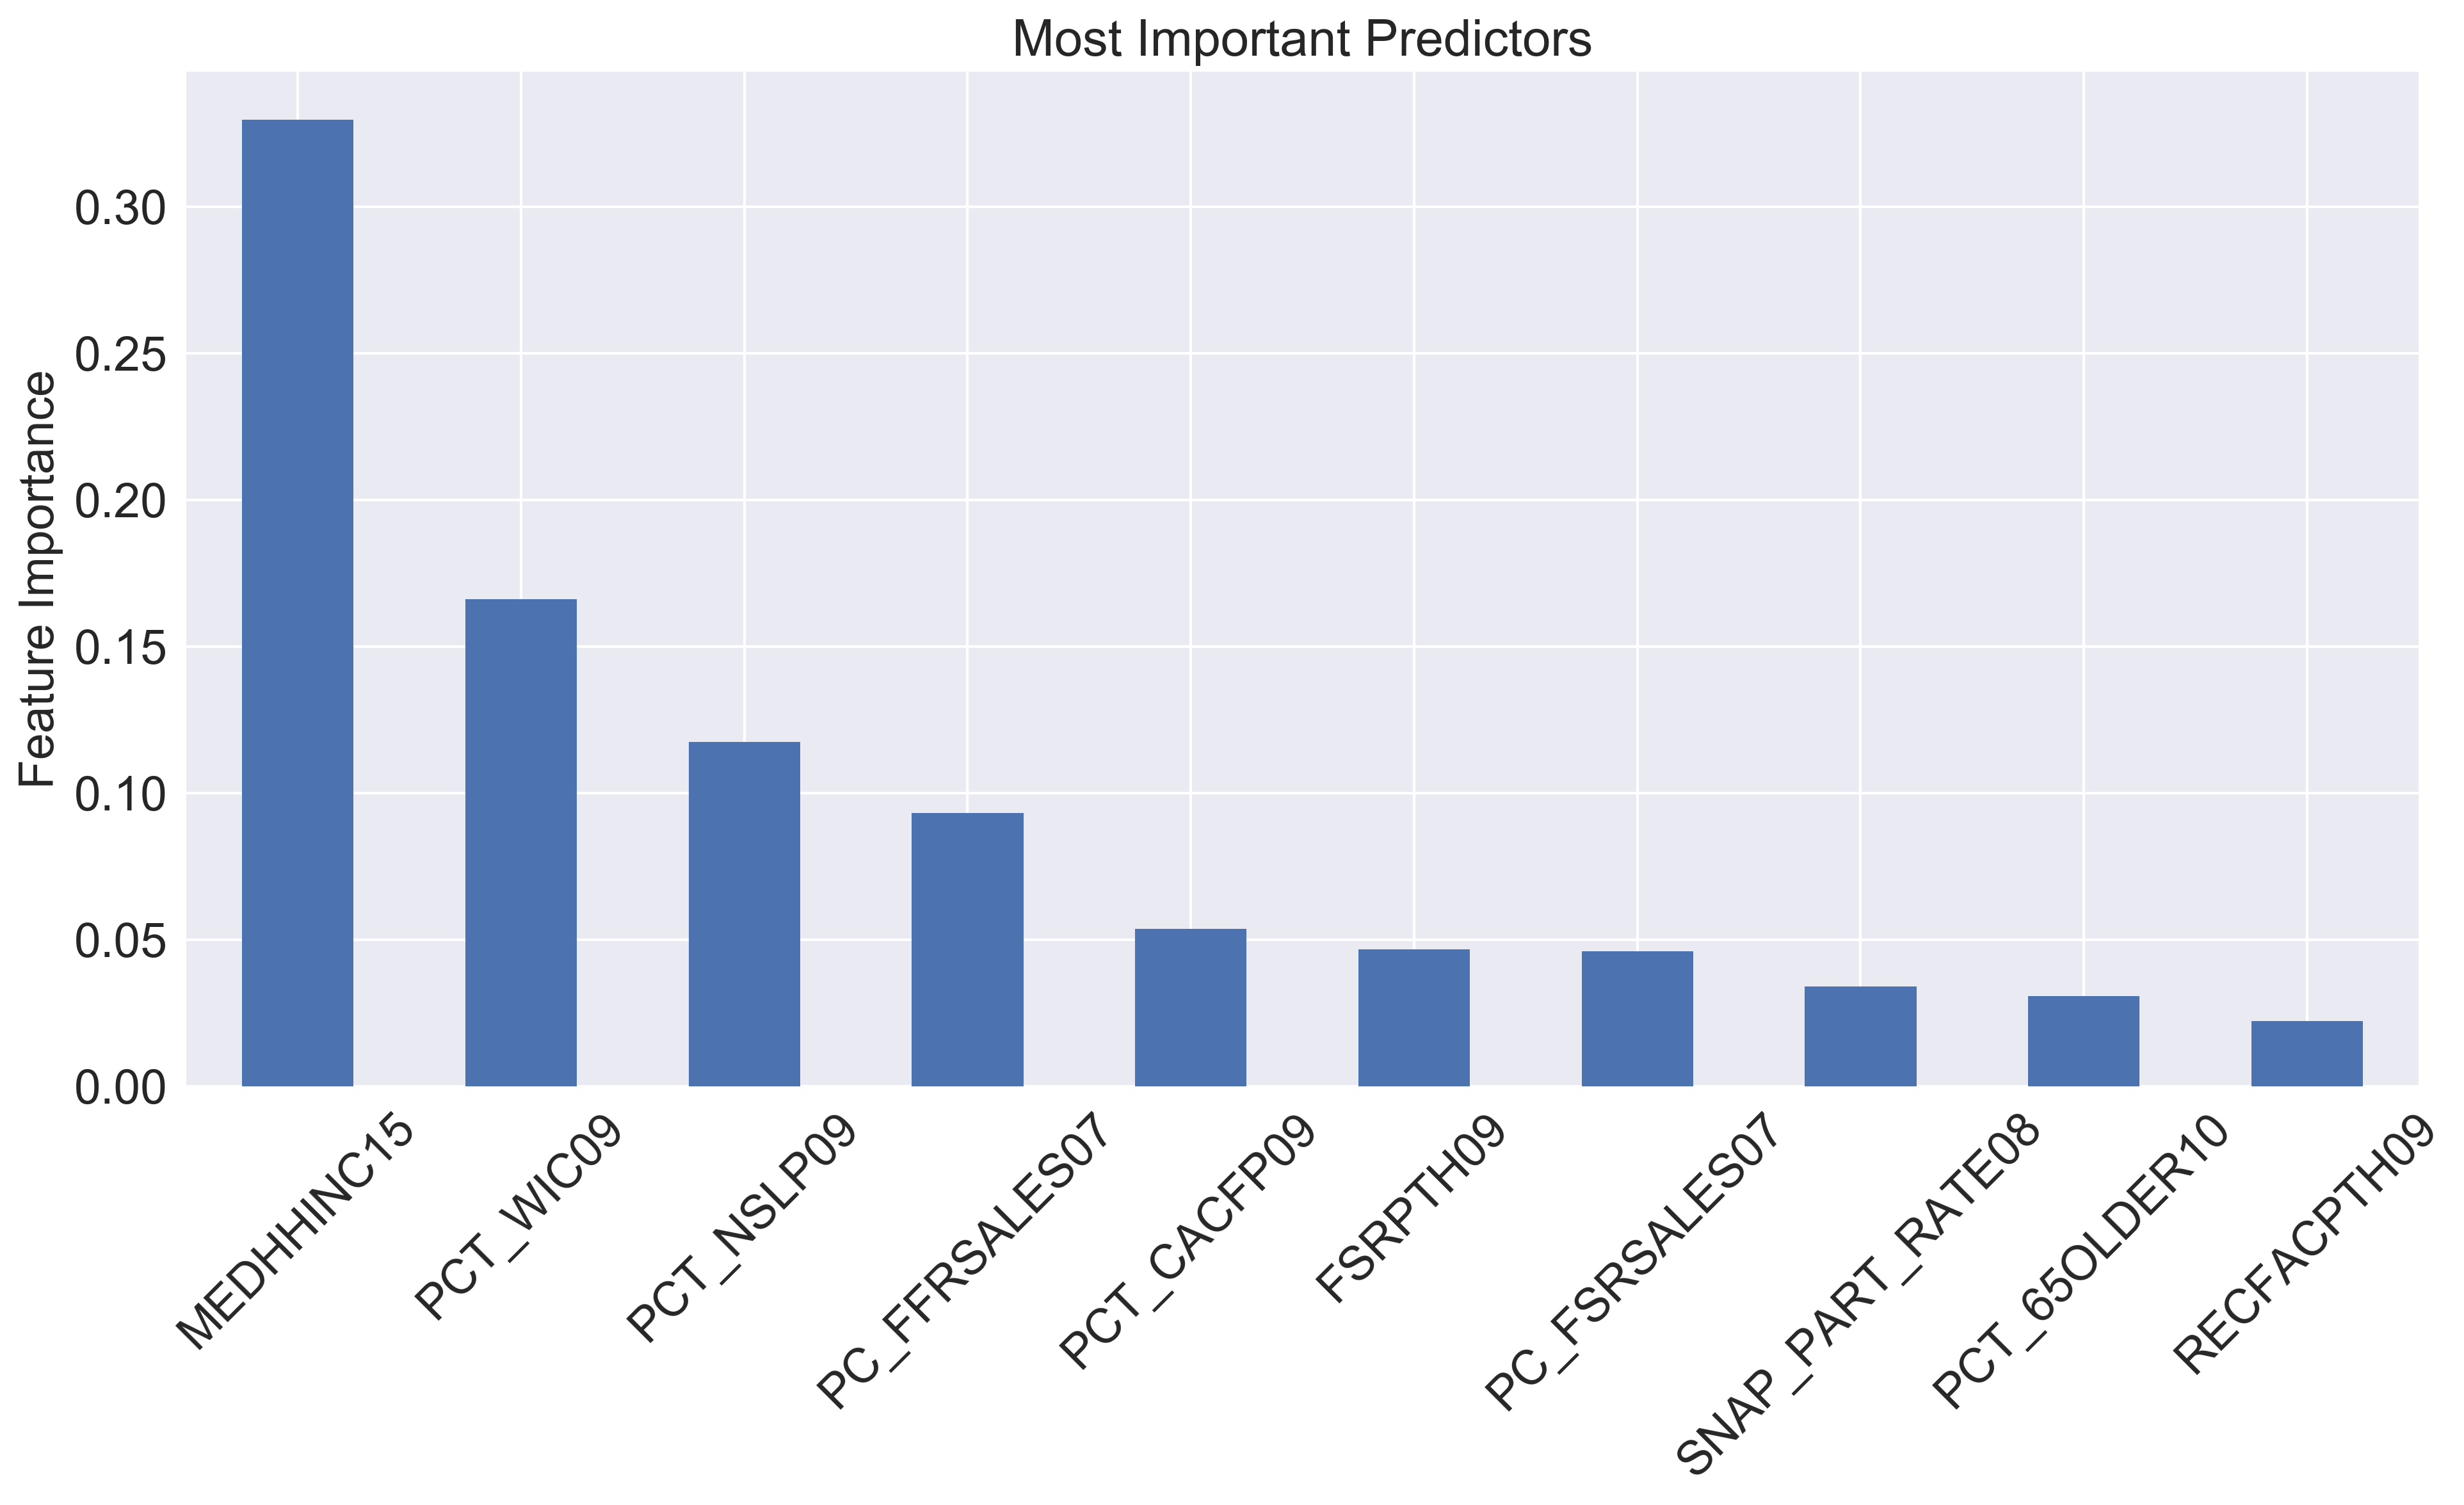 Most Important Predictors
Feature Importance
0.30
0.25
0.20
0.15
0.10
0.05
0.00
MEDHHINC15
PCT_WIC09
PCT_NSLP09
PC_FFRSALES07
PCT_CACFP09
FSRPTH09
PC_FSRSALES07
SNAP_PART_RATE08
PCT_65OLDER10
RECFACPTH09